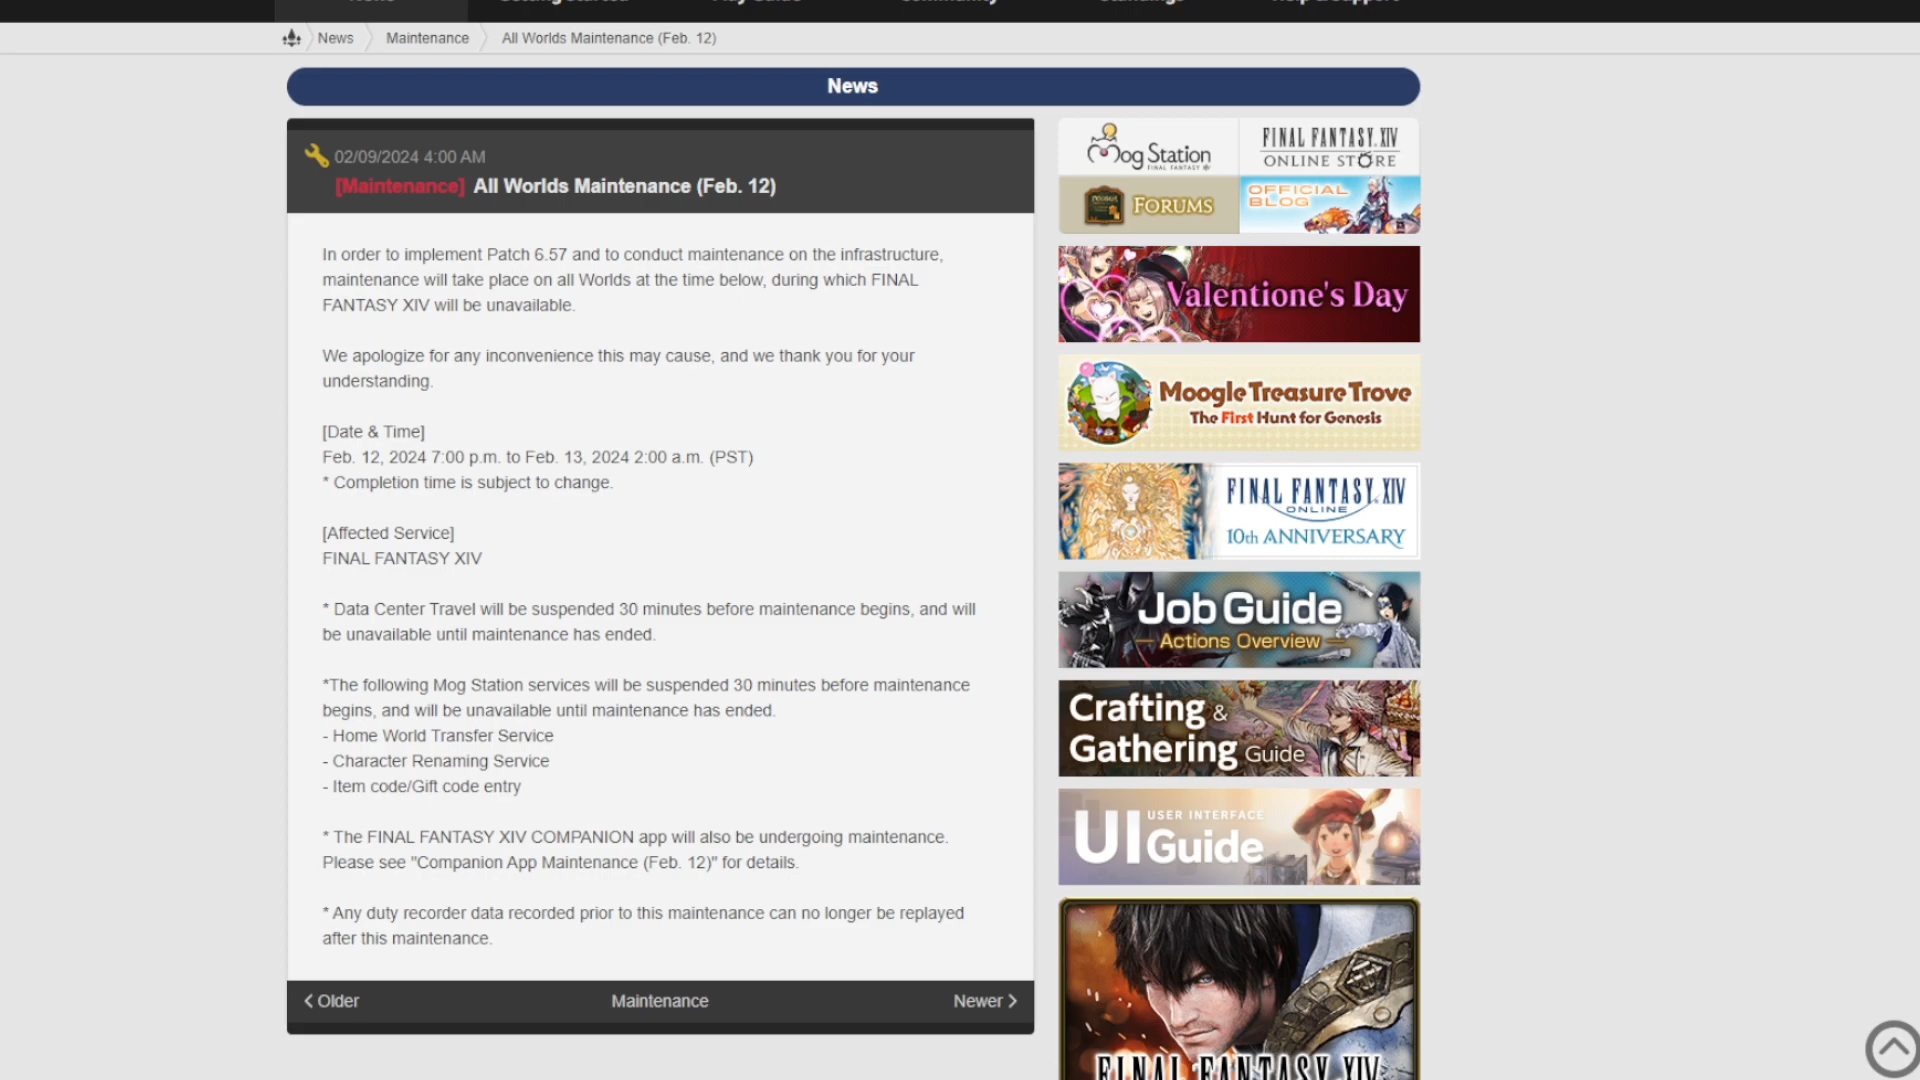 News
Maintenance
All Worlds Maintenance (Feb. 12)
News
02/09/2024 4:00 AM
[Maintenance] All Worlds Maintenance (Feb. 12)
In order to implement Patch 6.57 and to conduct maintenance on the infrastructure,
maintenance will take place on all Worlds at the time below, during which FINAL
FANTASY XIV will be unavailable.
We apologize for any inconvenience this may cause, and we thank you for your
understanding.
[Date & Time]
Feb. 12, 2024 7:00 p.m. to Feb. 13, 2024 2:00 a.m. (PST)
* Completion time is subject to change.
[Affected Service]
FINAL FANTASY XIV
* Data Center Travel will be suspended 30 minutes before maintenance begins, and will
be unavailable until maintenance has ended.
*The following Mog Station services will be suspended 30 minutes before maintenance
begins, and will be unavailable until maintenance has ended.
- Home World Transfer Service
- Character Renaming Service
- Item code/Gift code entry
* The FINAL FANTASY XIV COMPANION app will also be undergoing maintenance.
Please see "Companion App Maintenance (Feb. 12)" for details.
* Any duty recorder data recorded prior to this maintenance can no longer be replayed
after this maintenance.
Older
Maintenance
Newer
Mog Station
FINAL FANTASY XIV
FINAL FANTASY XIV
ONLINE STORE
FORUMS
OFFICIAL
BLOG
Valentione's Day
Moogle Treasure Trove
The First Hunt for Genesis
FINAL FANTASY XIV
ONLINE
10th ANNIVERSARY
Job Guide
Actions Overview
Crafting &
Gathering Guide
UI USER INTERFACE
Guide
FINAL FANTASY XIV